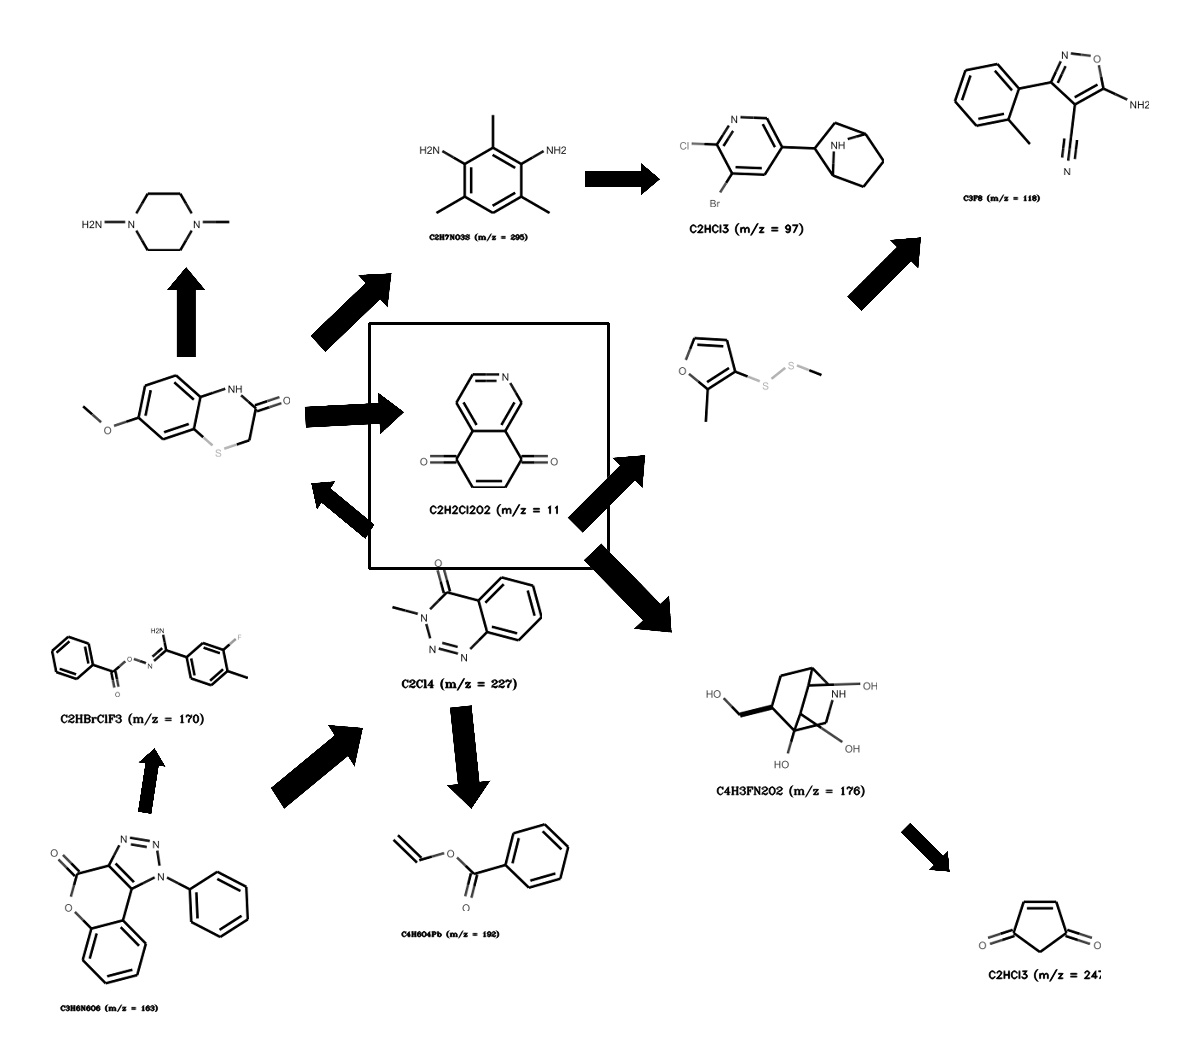 N
O
NH2
N
C3F8 (m/z = 118)
H2N
NH2
C2H7NO3S (m/z = 295)
N
Cl
NH
Br
C2HCl3 (m/z = 97)
H2N
N
N
O
NH
O
S
O
S
S
N
O
O
C2H2Cl2O2 (m/z = 11
O
N
N
N
C2Cl4 (m/z = 227)
H2N
F
O
N
O
C2HBrClF3 (m/z = 170)
HO
OH
NH
OH
HO
C4H3FN2O2 (m/z = 176)
O
N
N
N
O
C3H6N6O6 (m/z = 163)
O
O
C4H6O4Pb (m/z = 192)
O
O
C2HCl3 (m/z = 247